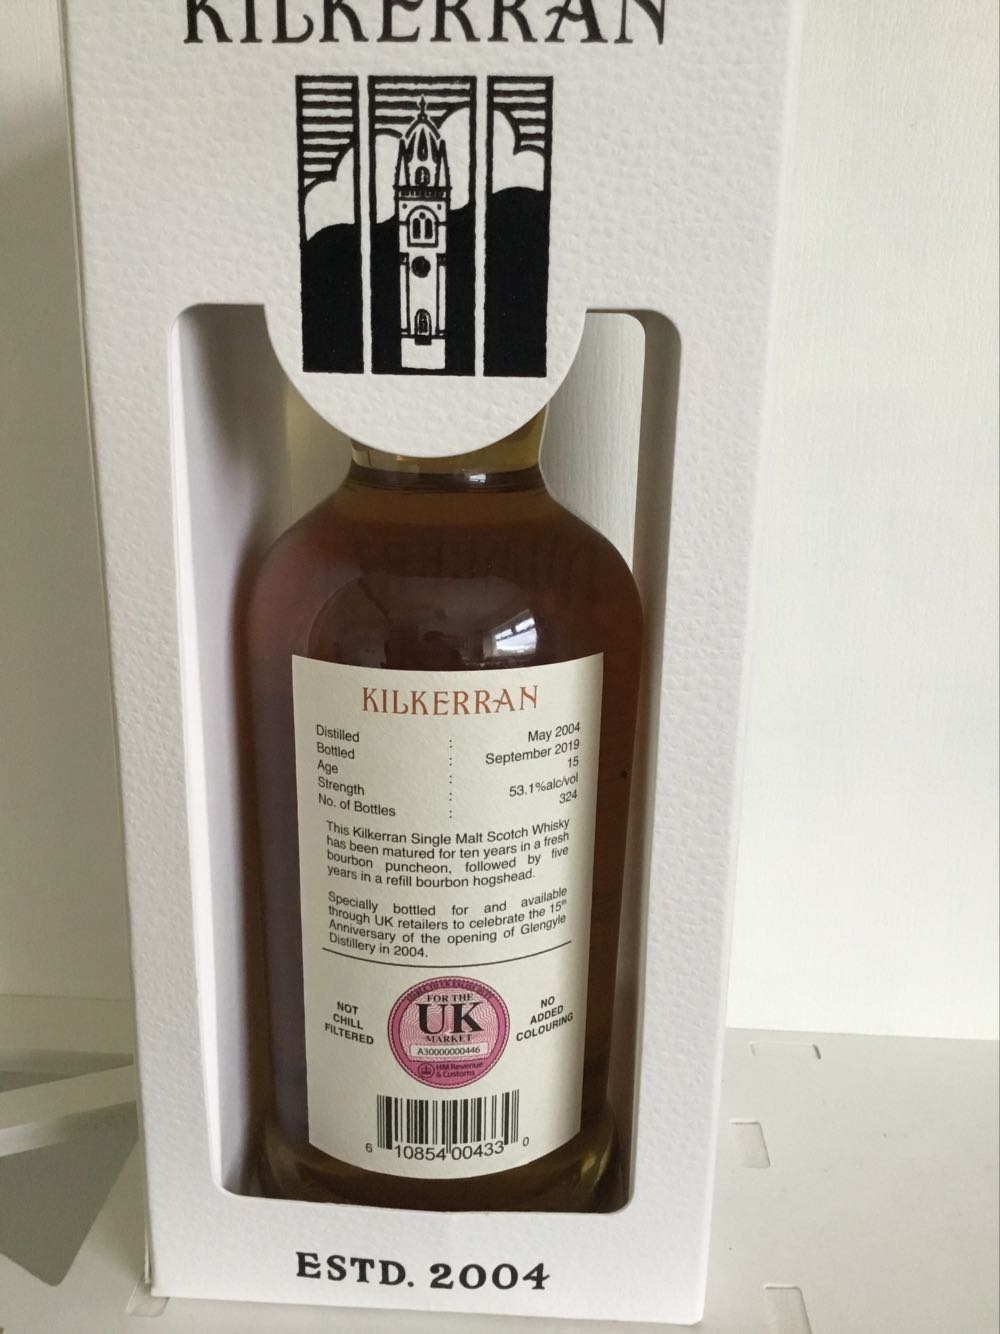 KILKERRAN
KILKERRAN
Distilled : May 2004
Bottled : September 2019
Age : 15
Strength : 53.1%alc/vol
No. of Bottles : 324
This Kilkerran Single Malt Scotch Whisky
has been matured for ten years in a fresh
bourbon puncheon, followed by five
years in a refill bourbon hogshead.
Specially bottled for and available
through UK retailers to celebrate the 15th
Anniversary of the opening of Glengyle
Distillery in 2004.
NOT
CHILL
FILTERED
FOR THE
UK
MARKET
A30000000446
HM Revenue
& Customs
NO
ADDED
COLOURING
6 10854 00433 0
ESTD. 2004